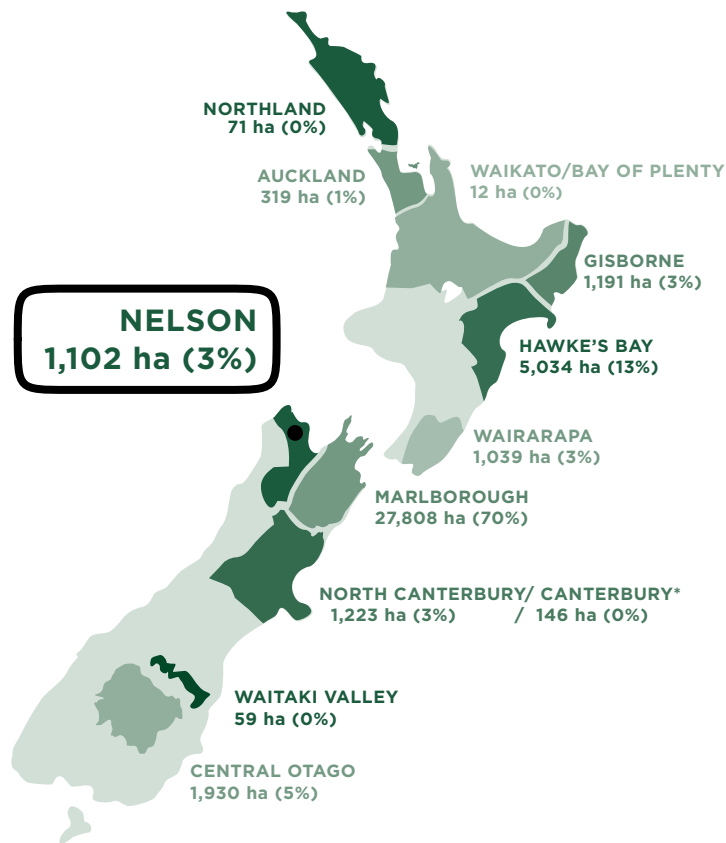 NORTHLAND
71 ha (0%)
AUCKLAND
319 ha (1%)
WAIKATO/BAY OF PLENTY
12 ha (0%)
GISBORNE
1,191 ha (3%)
NELSON
1,102 ha (3%)
HAWKE’S BAY
5,034 ha (13%)
WAIRARAPA
1,039 ha (3%)
MARLBOROUGH
27,808 ha (70%)
NORTH CANTERBURY/ CANTERBURY*
1,223 ha (3%) / 146 ha (0%)
WAITAKI VALLEY
59 ha (0%)
CENTRAL OTAGO
1,930 ha (5%)